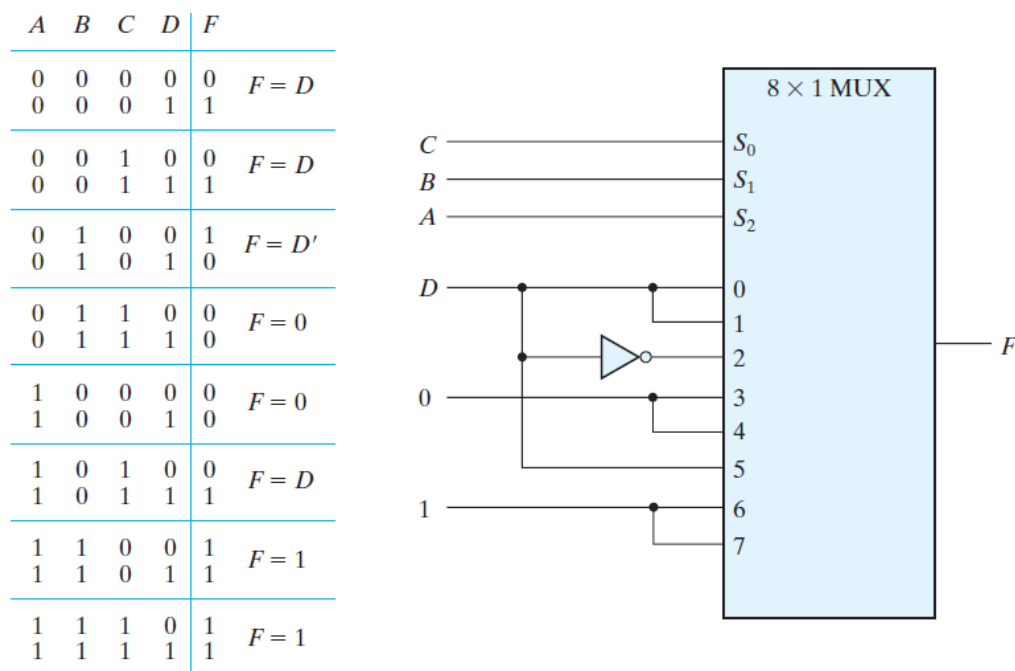 A B C D F
0 0 0 0 0 F = D
0 0 0 1 1
0 0 1 0 0 F = D
0 0 1 1 1
0 1 0 0 1 F = D′
0 1 0 1 0
0 1 1 0 0 F = 0
0 1 1 1 0
1 0 0 0 0 F = 0
1 0 0 1 0
1 0 1 0 0 F = D
1 0 1 1 1
1 1 0 0 1 F = 1
1 1 0 1 1
1 1 1 0 1 F = 1
1 1 1 1 1
8 × 1 MUX
C S₀
B S₁
A S₂
D 0
1
2
0 3
4
5
1 6
7
F